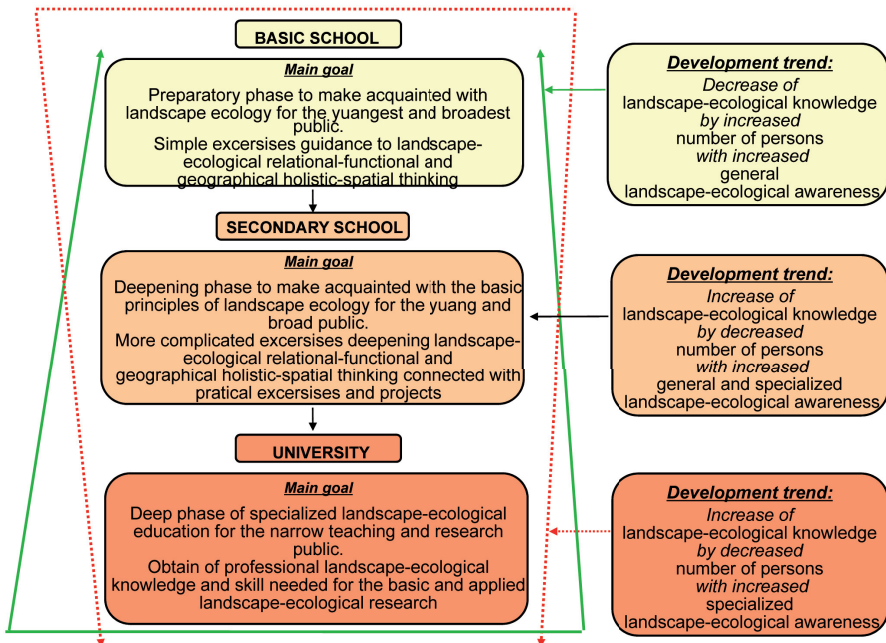 BASIC SCHOOL
Main goal
Preparatory phase to make acquainted with
landscape ecology for the yuangest and broadest
public.
Simple excersises guidance to landscape-
ecological relational-functional and
geographical holistic-spatial thinking
Development trend:
Decrease of
landscape-ecological knowledge
by increased
number of persons
with increased
general
landscape-ecological awareness
SECONDARY SCHOOL
Main goal
Deepening phase to make acquainted with the basic
principles of landscape ecology for the yuang and
broad public.
More complicated excersises deepening landscape-
ecological relational-functional and
geographical holistic-spatial thinking connected with
pratical excersises and projects
Development trend:
Increase of
landscape-ecological knowledge
by decreased
number of persons
with increased
general and specialized
landscape-ecological awareness
UNIVERSITY
Main goal
Deep phase of specialized landscape-ecological
education for the narrow teaching and research
public.
Obtain of professional landscape-ecological
knowledge and skill needed for the basic and applied
landscape-ecological research
Development trend:
Increase of
landscape-ecological knowledge
by decreased
number of persons
with increased
specialized
landscape-ecological awareness